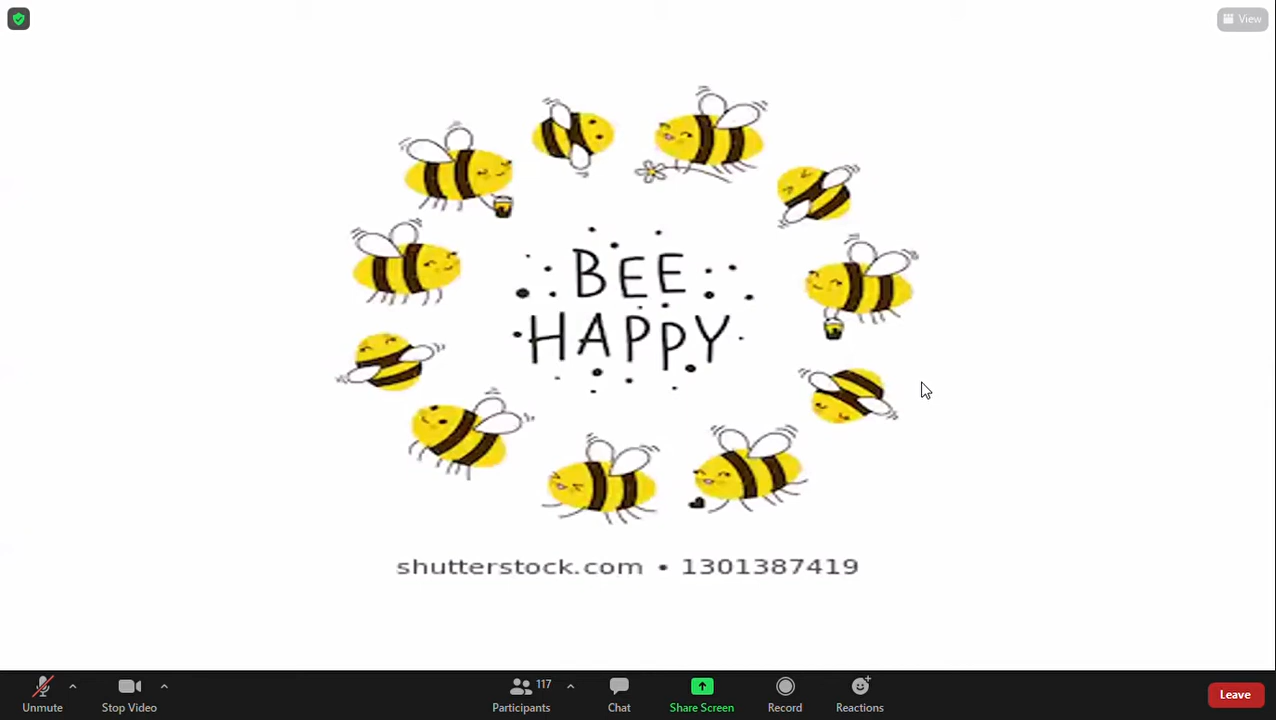 View
BEE
HAPPY
shutterstock.com • 1301387419
Unmute
Stop Video
117
Participants
Chat
Share Screen
Record
Reactions
Leave